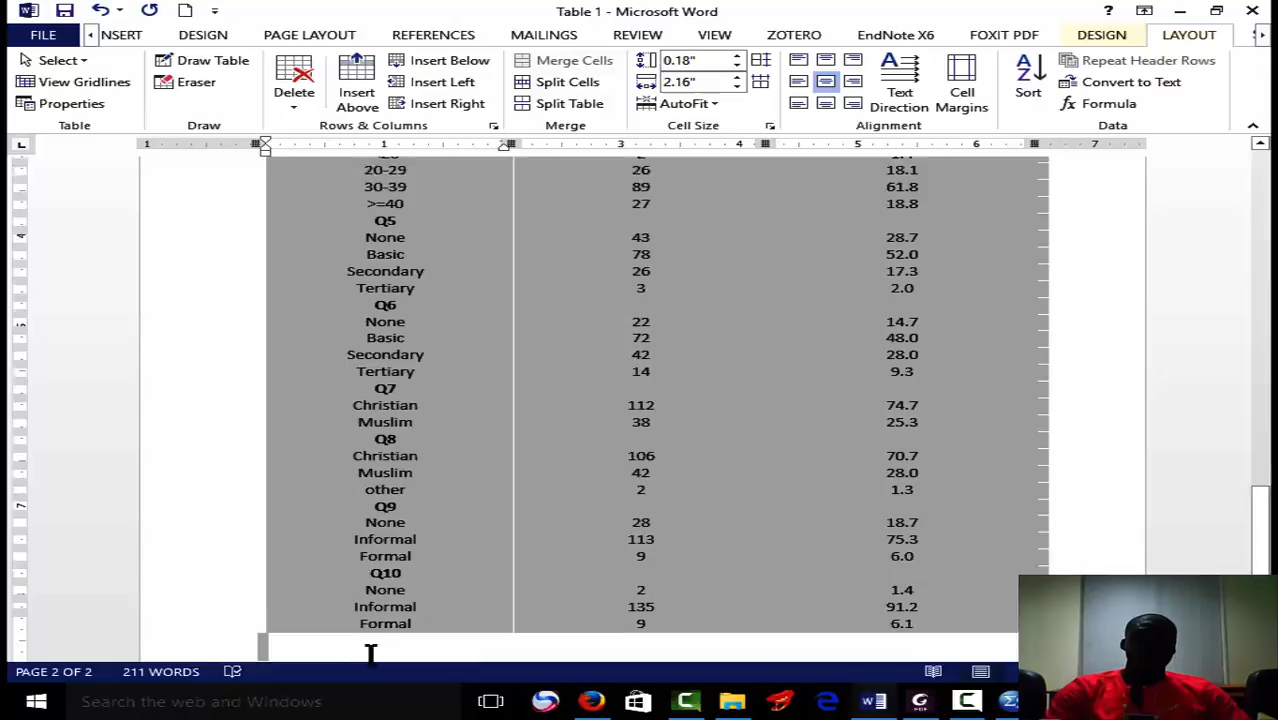 Table 1 - Microsoft Word
FILE
NSERT
DESIGN
PAGE LAYOUT
REFERENCES
MAILINGS
REVIEW
VIEW
ZOTERO
EndNote X6
FOXIT PDF
DESIGN
LAYOUT
Select
View Gridlines
Properties
Table
Draw Table
Eraser
Draw
Delete
Insert Above
Insert Below
Insert Left
Insert Right
Rows & Columns
Merge Cells
Split Cells
Split Table
Merge
0.18"
2.16"
AutoFit
Cell Size
Text Direction
Cell Margins
Alignment
Sort
Repeat Header Rows
Convert to Text
Formula
Data
1 1 3 4 5 6 7
20-29 26 18.1
30-39 89 61.8
>=40 27 18.8
Q5
None 43 28.7
Basic 78 52.0
Secondary 26 17.3
Tertiary 3 2.0
Q6
None 22 14.7
Basic 72 48.0
Secondary 42 28.0
Tertiary 14 9.3
Q7
Christian 112 74.7
Muslim 38 25.3
Q8
Christian 106 70.7
Muslim 42 28.0
other 2 1.3
Q9
None 28 18.7
Informal 113 75.3
Formal 9 6.0
Q10
None 2 1.4
Informal 135 91.2
Formal 9 6.1
PAGE 2 OF 2
211 WORDS
Search the web and Windows